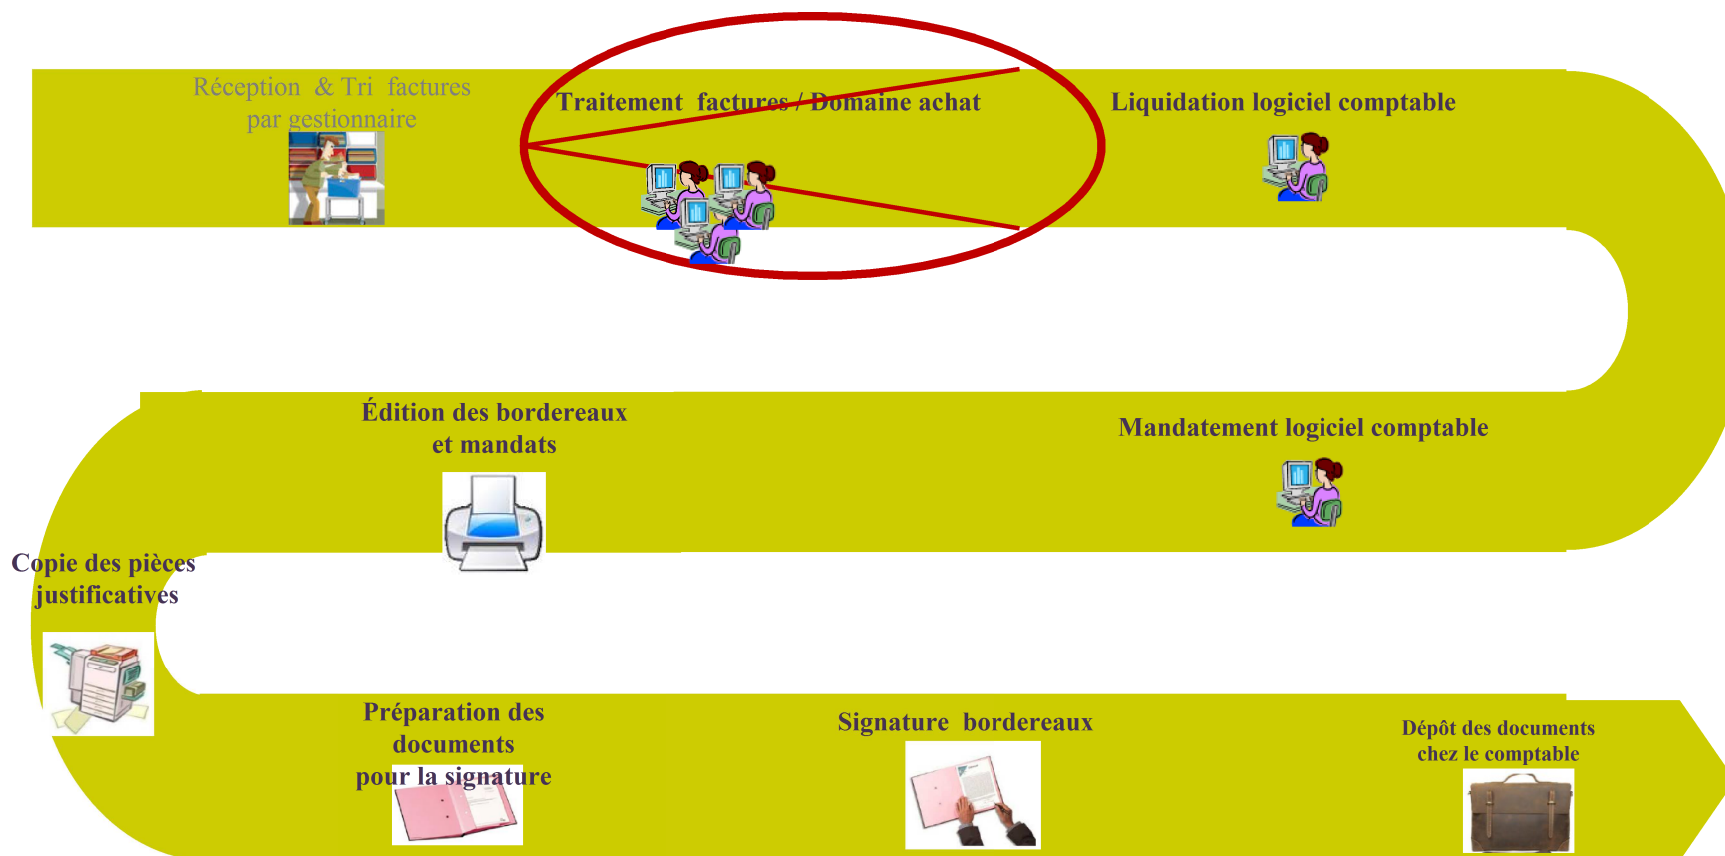 Réception & Tri factures
par gestionnaire
Traitement factures / Domaine achat
Liquidation logiciel comptable
Mandatement logiciel comptable
Édition des bordereaux
et mandats
Copie des pièces
justificatives
Préparation des
documents
pour la signature
Signature bordereaux
Dépôt des documents
chez le comptable